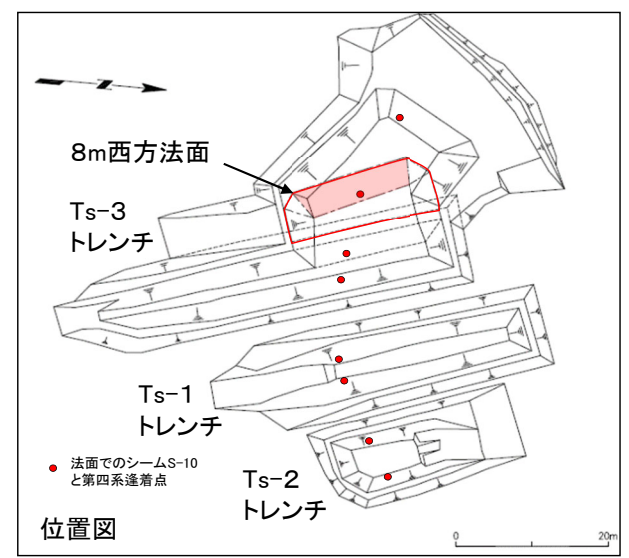 8m西方法面
Ts-3
トレンチ
Ts-1
トレンチ
Ts-2
トレンチ
法面でのシームS-10
と第四系逢着点
位置図
0 20m